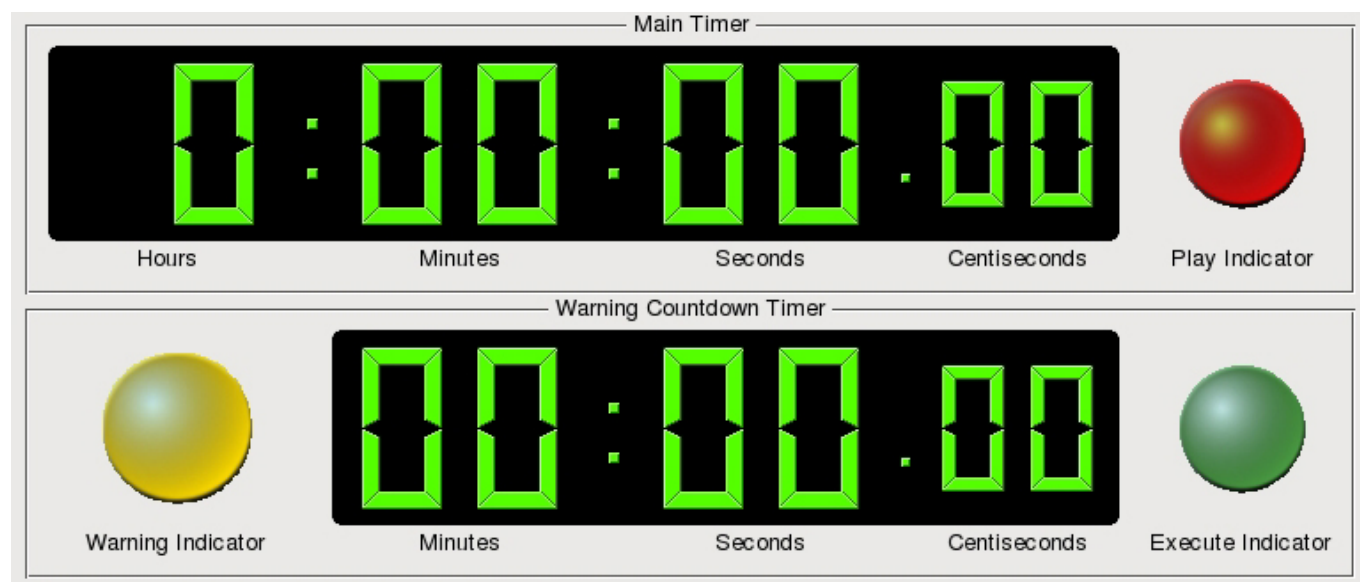 Main Timer
0:00:00.00
Hours Minutes Seconds Centiseconds Play Indicator
Warning Countdown Timer
00:00.00
Warning Indicator Minutes Seconds Centiseconds Execute Indicator